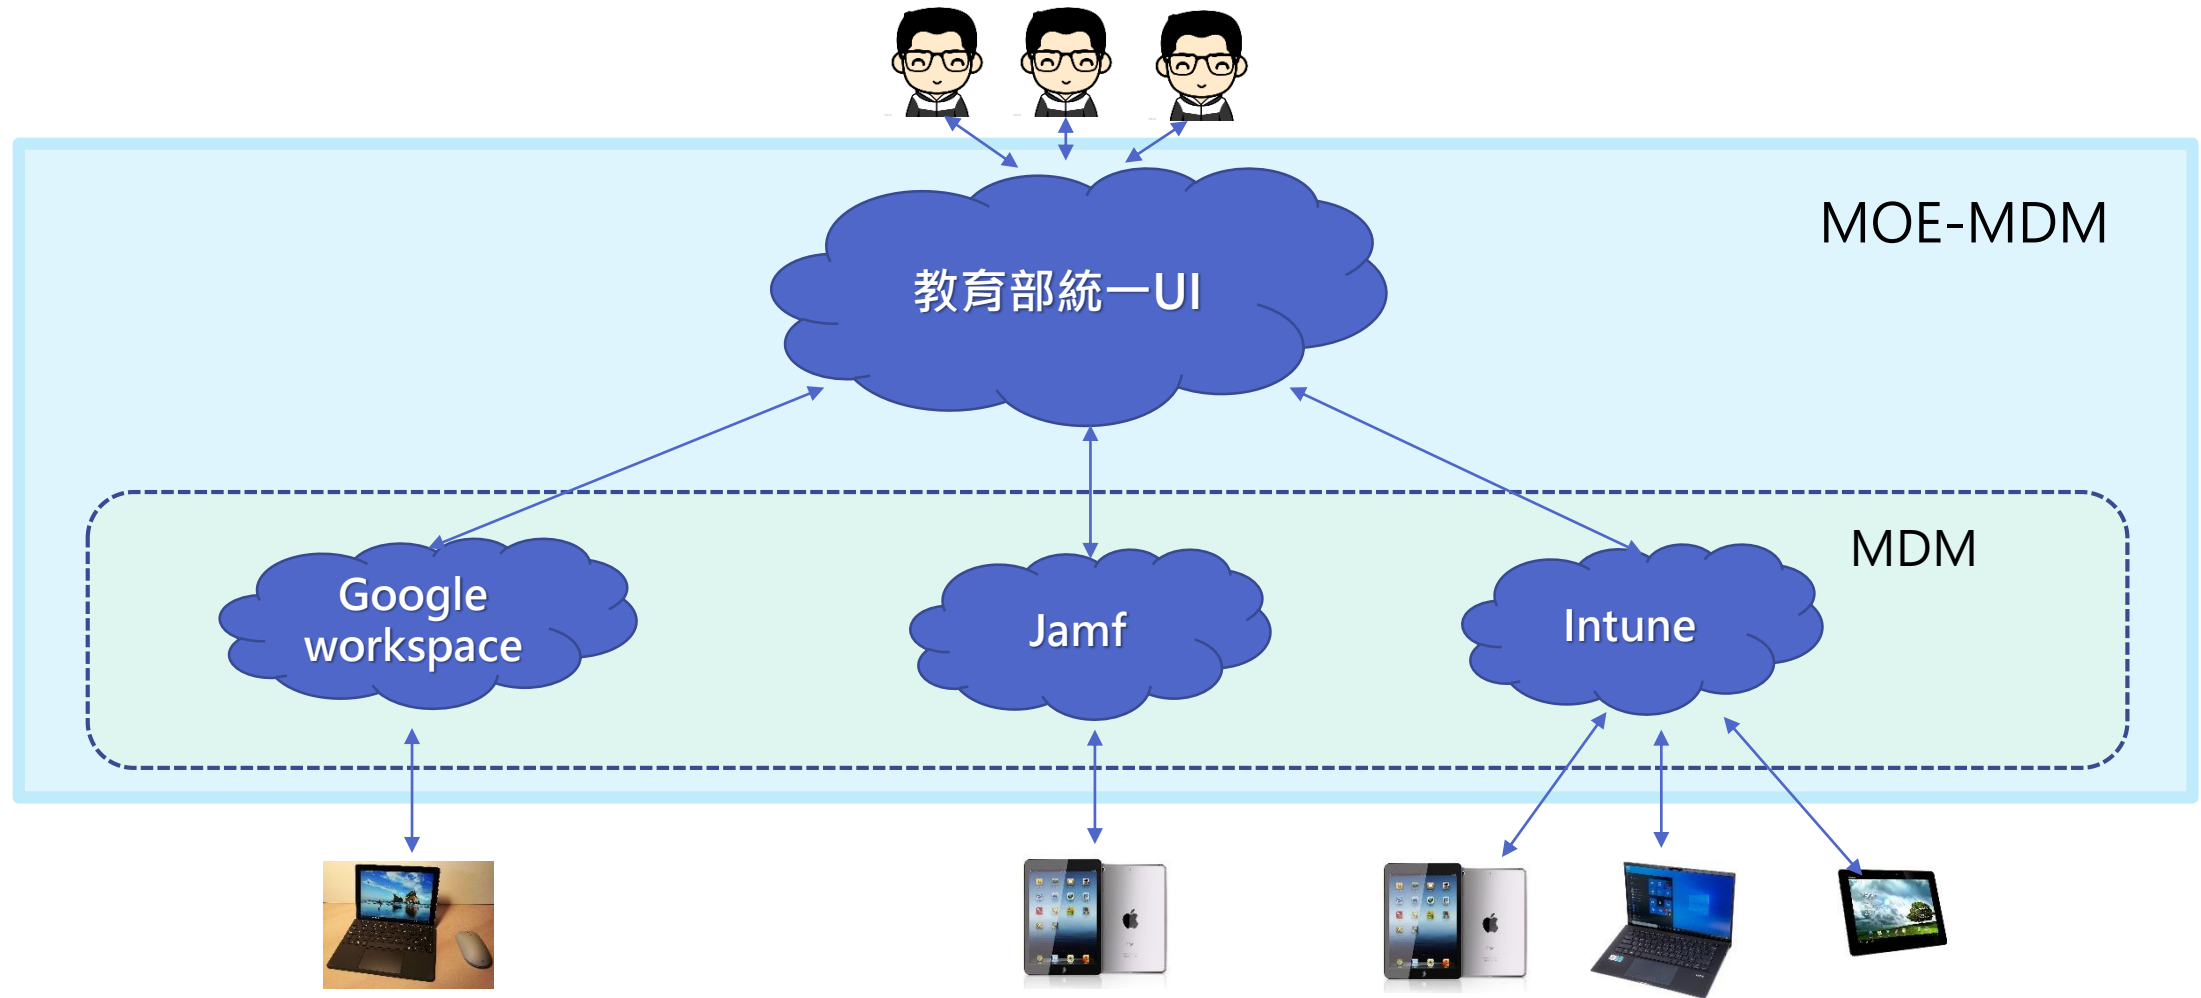 MOE-MDM
教育部統一UI
MDM
Google
workspace
Jamf
Intune